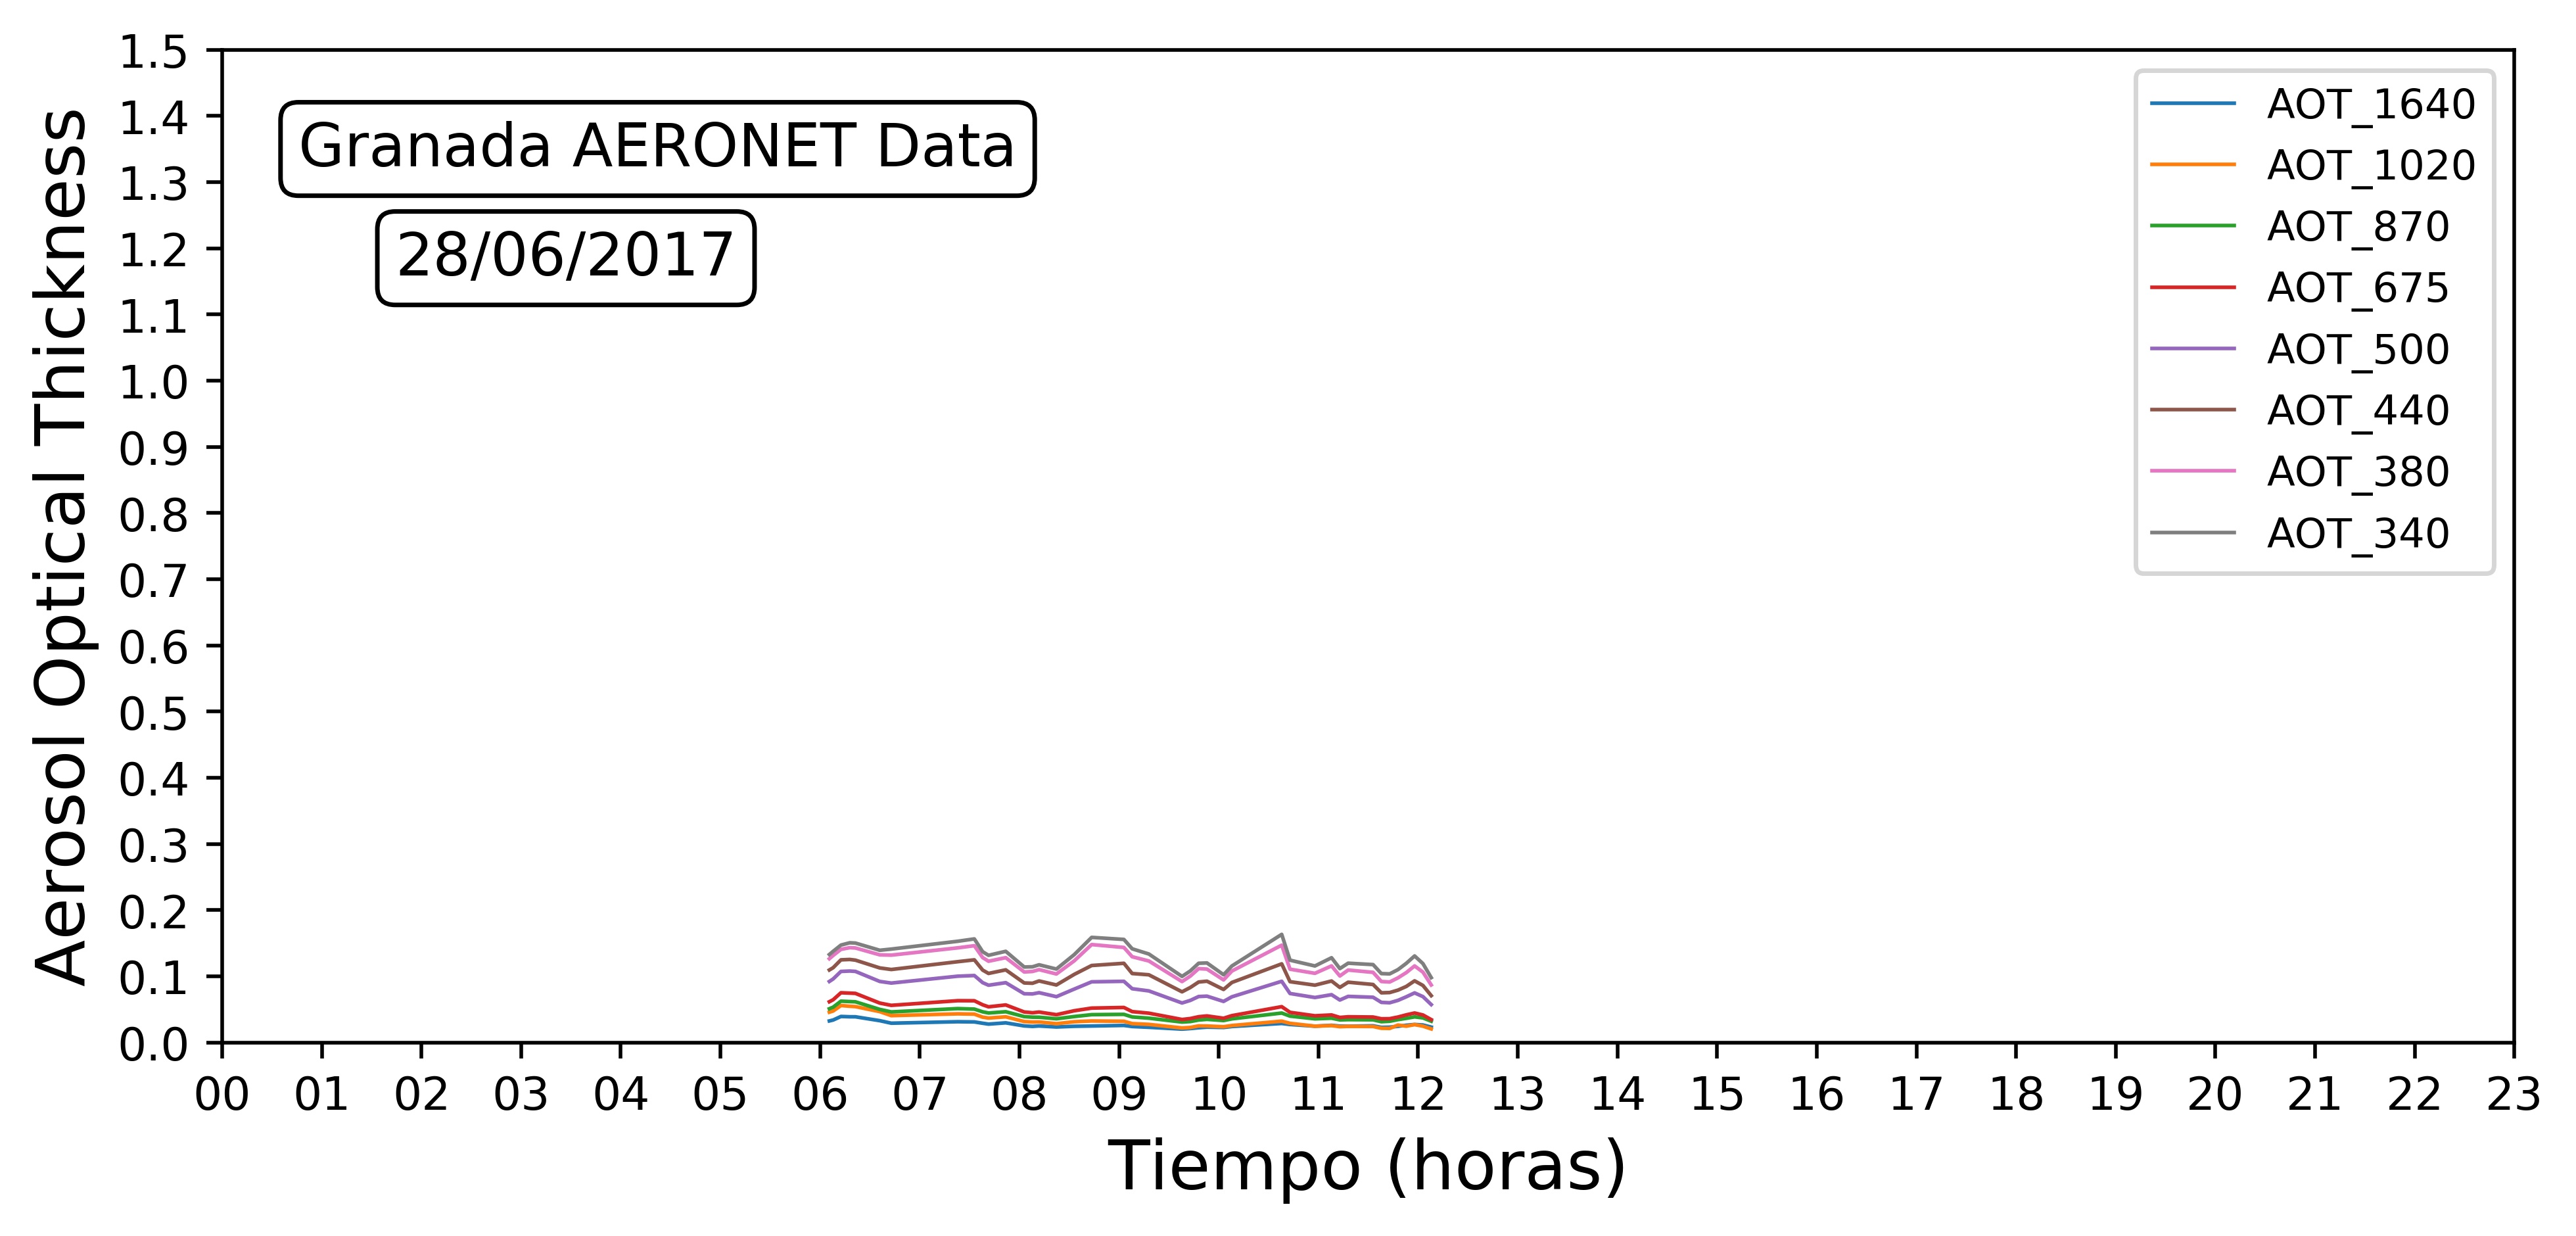 Granada AERONET Data
28/06/2017
AOT_1640
AOT_1020
AOT_870
AOT_675
AOT_500
AOT_440
AOT_380
AOT_340
Aerosol Optical Thickness
1.5
1.4
1.3
1.2
1.1
1.0
0.9
0.8
0.7
0.6
0.5
0.4
0.3
0.2
0.1
0.0
00 01 02 03 04 05 06 07 08 09 10 11 12 13 14 15 16 17 18 19 20 21 22 23
Tiempo (horas)